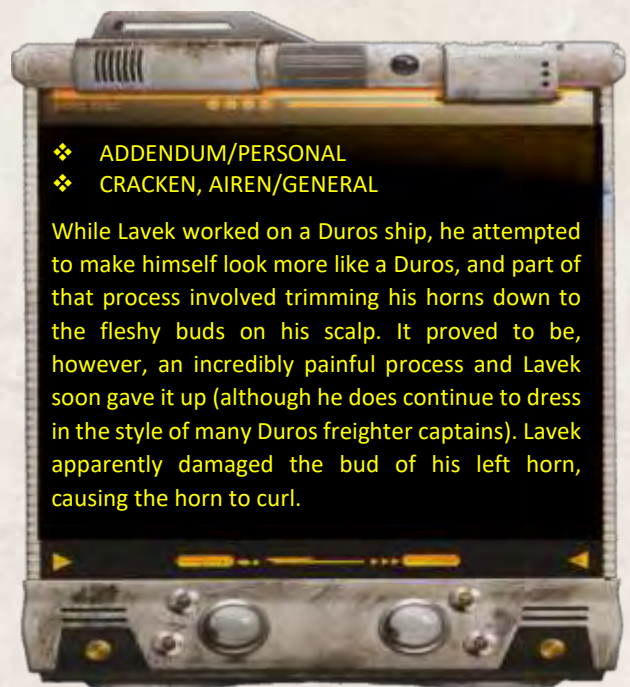 ❖ ADDENDUM/PERSONAL
❖ CRACKEN, AIREN/GENERAL
While Lavek worked on a Duros ship, he attempted
to make himself look more like a Duros, and part of
that process involved trimming his horns down to
the fleshy buds on his scalp. It proved to be,
however, an incredibly painful process and Lavek
soon gave it up (although he does continue to dress
in the style of many Duros freighter captains). Lavek
apparently damaged the bud of his left horn,
causing the horn to curl.